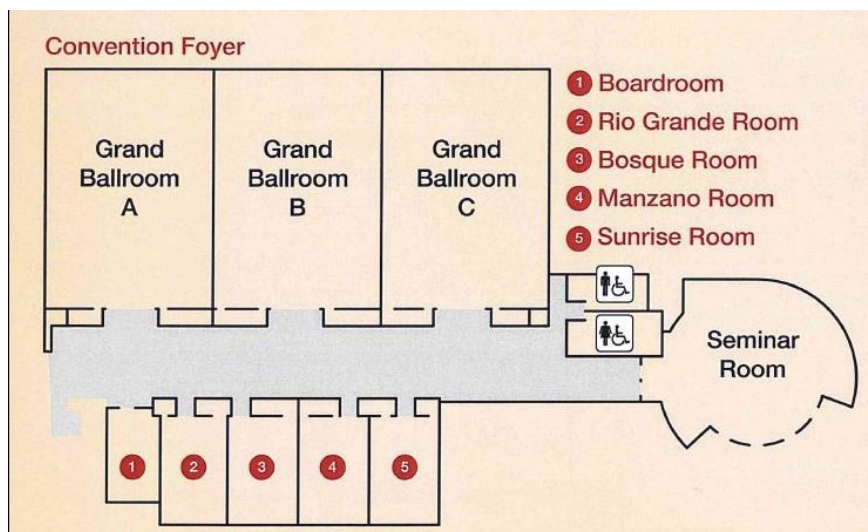 Convention Foyer
Grand
Ballroom
A
Grand
Ballroom
B
Grand
Ballroom
C
1 Boardroom
2 Rio Grande Room
3 Bosque Room
4 Manzano Room
5 Sunrise Room
Seminar
Room
1
2
3
4
5